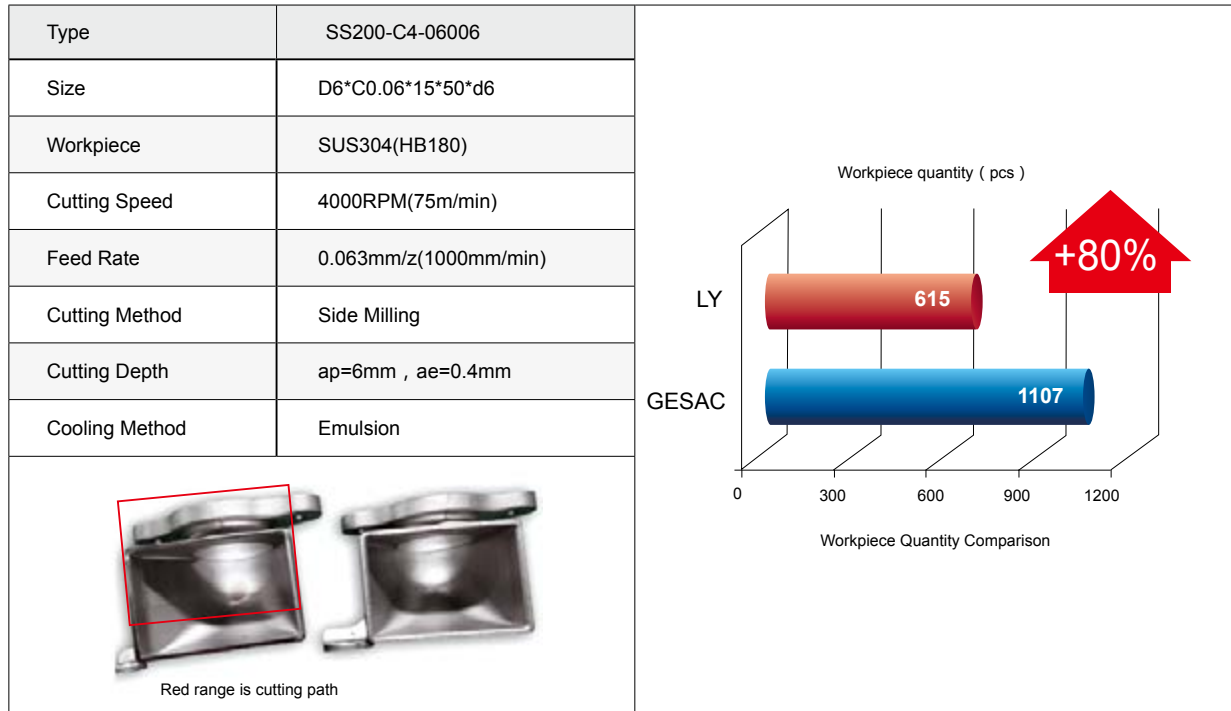 Type SS200-C4-06006
Size D6*C0.06*15*50*d6
Workpiece SUS304(HB180)
Cutting Speed 4000RPM(75m/min)
Feed Rate 0.063mm/z(1000mm/min)
Cutting Method Side Milling
Cutting Depth ap=6mm , ae=0.4mm
Cooling Method Emulsion
Red range is cutting path
Workpiece quantity ( pcs )
+80%
LY 615
GESAC 1107
0 300 600 900 1200
Workpiece Quantity Comparison